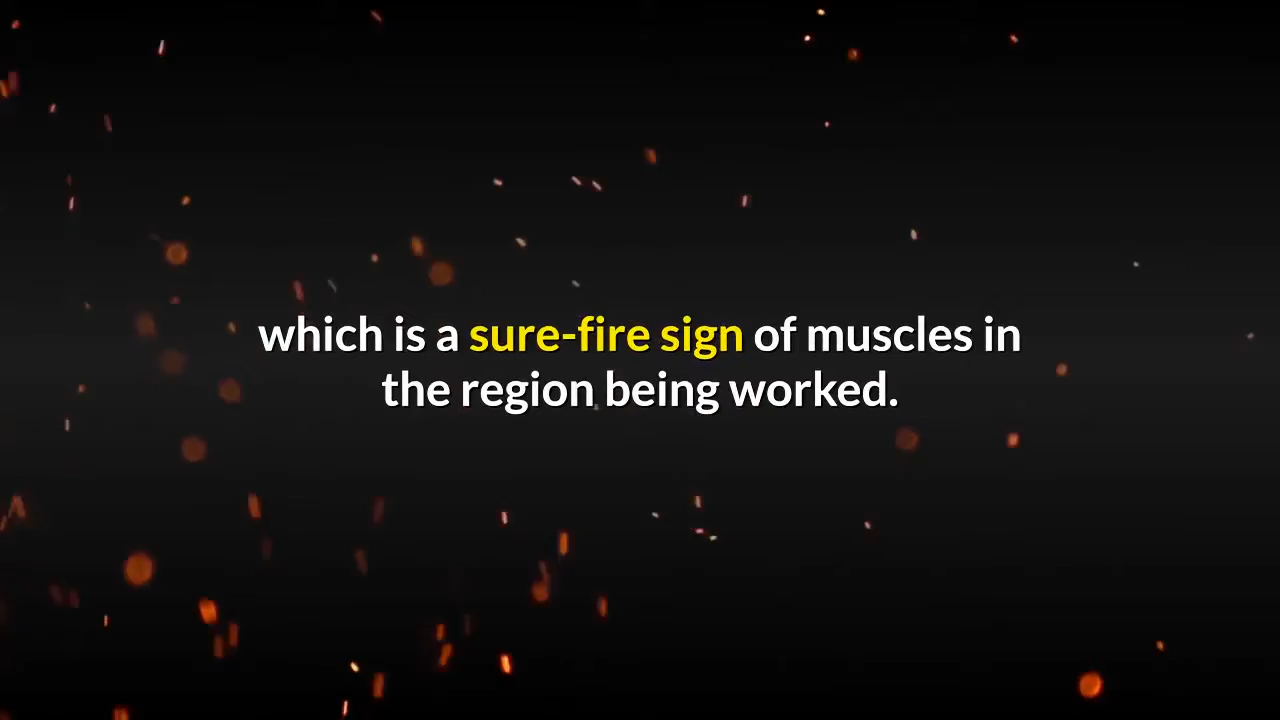 which is a sure-fire sign of muscles in
the region being worked.